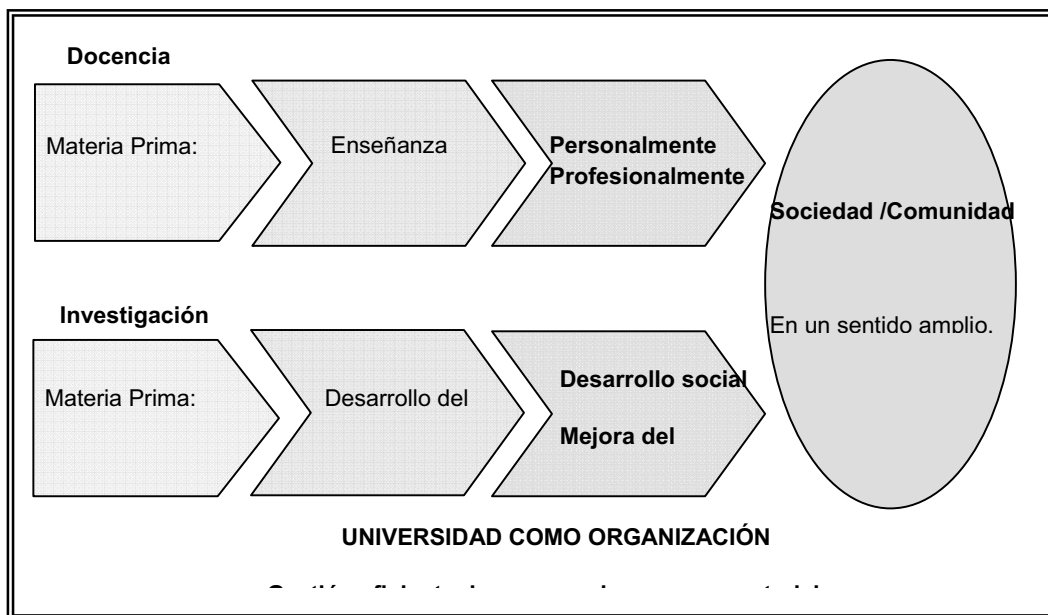 Docencia
Materia Prima:
Enseñanza
Personalmente
Profesionalmente
Sociedad /Comunidad
En un sentido amplio.
Investigación
Materia Prima:
Desarrollo del
Desarrollo social
Mejora del
UNIVERSIDAD COMO ORGANIZACIÓN